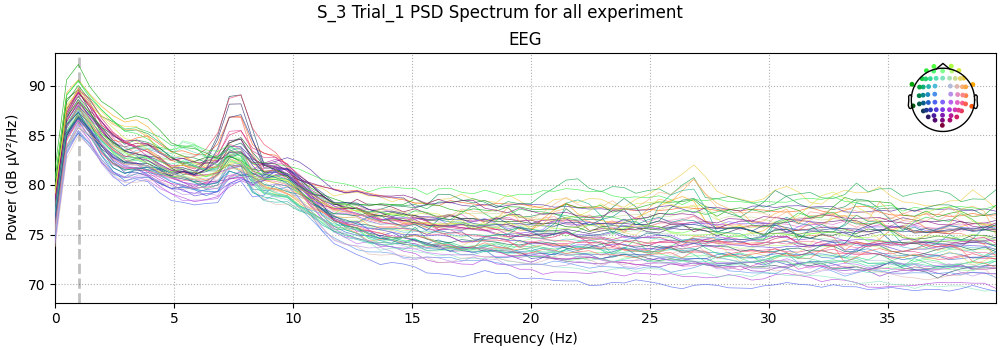 S_3 Trial_1 PSD Spectrum for all experiment
EEG
Power (dB µV²/Hz)
90
85
80
75
70
0 5 10 15 20 25 30 35
Frequency (Hz)